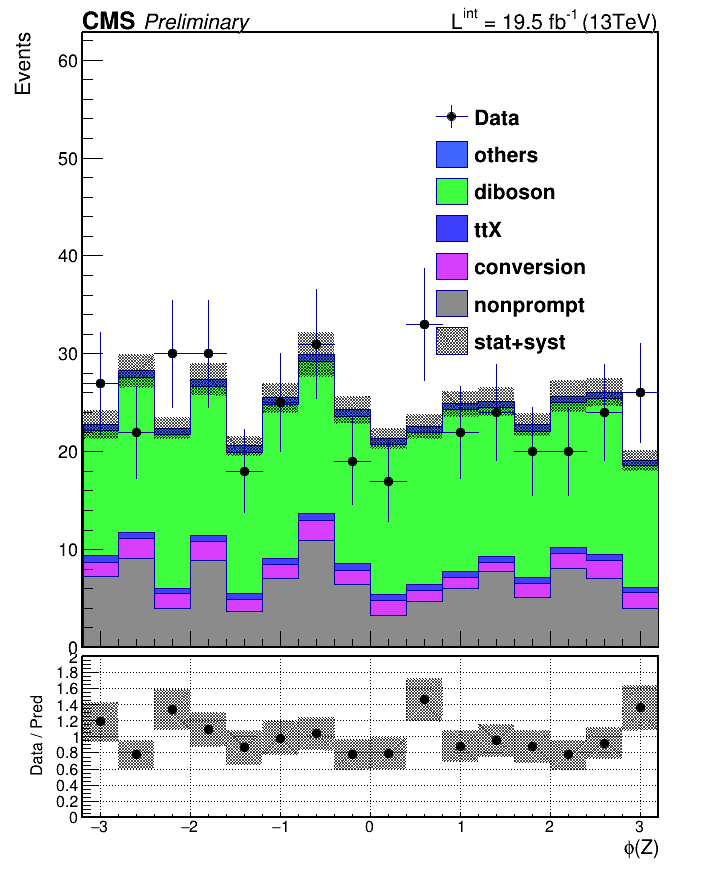 CMS Preliminary L^int = 19.5 fb^-1 (13TeV)
Events
60
50
40
30
20
10
0
Data
others
diboson
ttX
conversion
nonprompt
stat+syst
Data / Pred
2
1.8
1.6
1.4
1.2
1
0.8
0.6
0.4
0.2
0
−3 −2 −1 0 1 2 3
ϕ(Z)